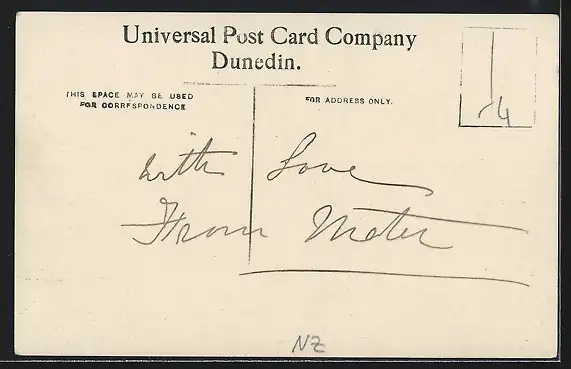 Universal Post Card Company
Dunedin.
THIS SPACE MAY BE USED
FOR CORRESPONDENCE
FOR ADDRESS ONLY.
with Love
From Mater
NZ